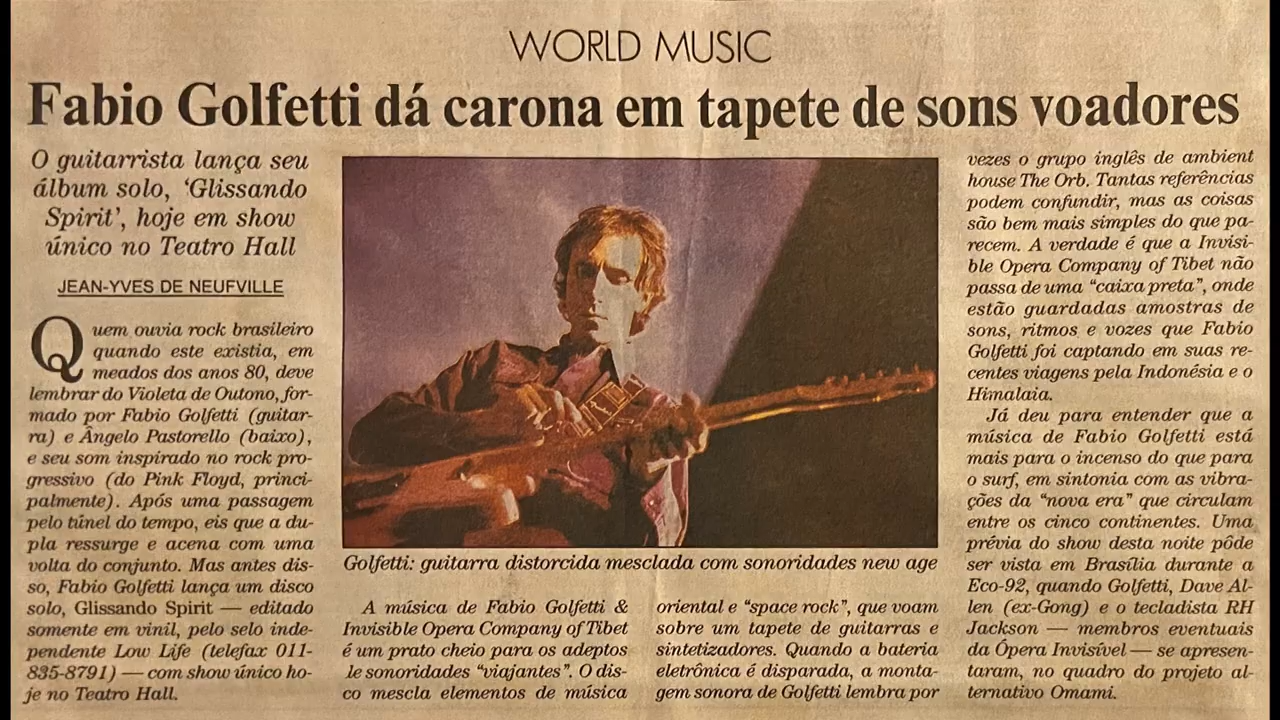 WORLD MUSIC
Fabio Golfetti dá carona em tapete de sons voadores
O guitarrista lança seu
álbum solo, ‘Glissando
Spirit’, hoje em show
único no Teatro Hall
JEAN-YVES DE NEUFVILLE
Quem ouvia rock brasileiro
quando este existia, em
meados dos anos 80, deve
lembrar do Violeta de Outono, for-
mado por Fabio Golfetti (guitar-
ra) e Ângelo Pastorello (baixo),
e seu som inspirado no rock pro-
gressivo (do Pink Floyd, princi-
palmente). Após uma passagem
pelo túnel do tempo, eis que a du-
pla ressurge e acena com uma
volta do conjunto. Mas antes dis-
so, Fabio Golfetti lança um disco
solo, Glissando Spirit — editado
somente em vinil, pelo selo inde-
pendente Low Life (telefax 011-
835-8791) — com show único ho-
je no Teatro Hall.
Golfetti: guitarra distorcida mesclada com sonoridades new age
A música de Fabio Golfetti &
Invisible Opera Company of Tibet
é um prato cheio para os adeptos
le sonoridades “viajantes”. O dis-
co mescla elementos de música
oriental e “space rock”, que voam
sobre um tapete de guitarras e
sintetizadores. Quando a bateria
eletrônica é disparada, a monta-
gem sonora de Golfetti lembra por
vezes o grupo inglês de ambient
house The Orb. Tantas referências
podem confundir, mas as coisas
são bem mais simples do que pa-
recem. A verdade é que a Invisi-
ble Opera Company of Tibet não
passa de uma “caixa preta”, onde
estão guardadas amostras de
sons, ritmos e vozes que Fabio
Golfetti foi captando em suas re-
centes viagens pela Indonésia e o
Himalaia.
Já deu para entender que a
música de Fabio Golfetti está
mais para o incenso do que para
o surf, em sintonia com as vibra-
ções da “nova era” que circulam
entre os cinco continentes. Uma
prévia do show desta noite pôde
ser vista em Brasília durante a
Eco-92, quando Golfetti, Dave Al-
len (ex-Gong) e o tecladista RH
Jackson — membros eventuais
da Ópera Invisível — se apresen-
taram, no quadro do projeto al-
ternativo Omami.